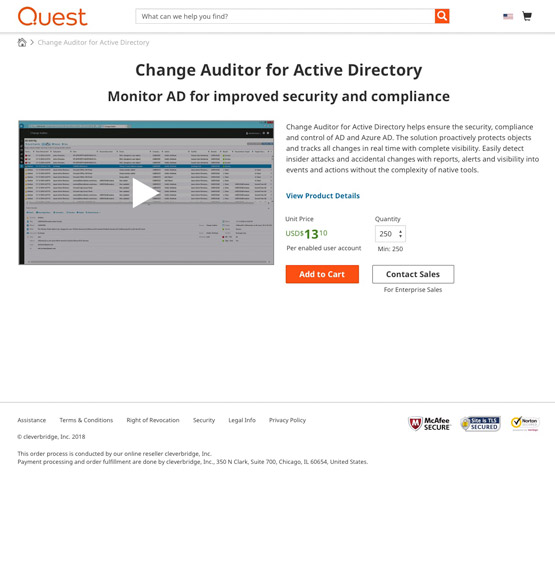 Quest
What can we help you find?
Change Auditor for Active Directory
Change Auditor for Active Directory
Monitor AD for improved security and compliance
Change Auditor for Active Directory helps ensure the security, compliance
and control of AD and Azure AD. The solution proactively protects objects
and tracks all changes in real time with complete visibility. Easily detect
insider attacks and accidental changes with reports, alerts and visibility into
events and actions without the complexity of native tools.
View Product Details
Unit Price
Quantity
USD$1310
250
Per enabled user account
Min: 250
Add to Cart
Contact Sales
For Enterprise Sales
Assistance
Terms & Conditions
Right of Revocation
Security
Legal Info
Privacy Policy
McAfee
SECURE
Site is TLS
SECURED
Norton
© cleverbridge, Inc. 2018
This order process is conducted by our online reseller cleverbridge, Inc.
Payment processing and order fulfillment are done by cleverbridge, Inc., 350 N Clark, Suite 700, Chicago, IL 60654, United States.